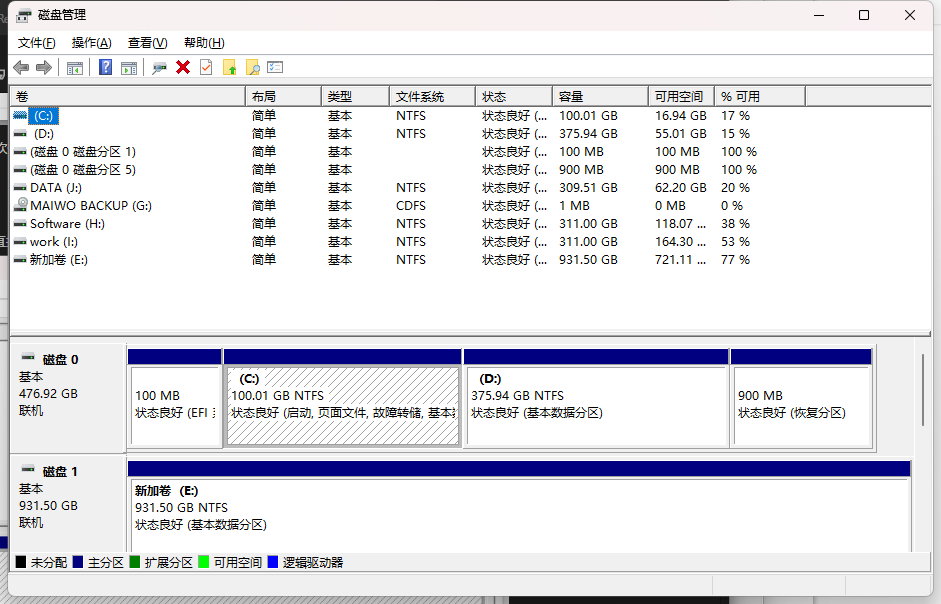 磁盘管理
文件(F) 操作(A) 查看(V) 帮助(H)
卷 布局 类型 文件系统 状态 容量 可用空间 % 可用
(C:) 简单 基本 NTFS 状态良好 (... 100.01 GB 16.94 GB 17 %
(D:) 简单 基本 NTFS 状态良好 (... 375.94 GB 55.01 GB 15 %
(磁盘 0 磁盘分区 1) 简单 基本 状态良好 (... 100 MB 100 MB 100 %
(磁盘 0 磁盘分区 5) 简单 基本 状态良好 (... 900 MB 900 MB 100 %
DATA (J:) 简单 基本 NTFS 状态良好 (... 309.51 GB 62.20 GB 20 %
MAIWO BACKUP (G:) 简单 基本 CDFS 状态良好 (... 1 MB 0 MB 0 %
Software (H:) 简单 基本 NTFS 状态良好 (... 311.00 GB 118.07 ... 38 %
work (I:) 简单 基本 NTFS 状态良好 (... 311.00 GB 164.30 ... 53 %
新加卷 (E:) 简单 基本 NTFS 状态良好 (... 931.50 GB 721.11 ... 77 %
磁盘 0
基本
476.92 GB
联机
100 MB
状态良好 (EFI
(C:)
100.01 GB NTFS
状态良好 (启动, 页面文件, 故障转储, 基本
(D:)
375.94 GB NTFS
状态良好 (基本数据分区)
900 MB
状态良好 (恢复分区)
磁盘 1
基本
931.50 GB
联机
新加卷 (E:)
931.50 GB NTFS
状态良好 (基本数据分区)
未分配 主分区 扩展分区 可用空间 逻辑驱动器